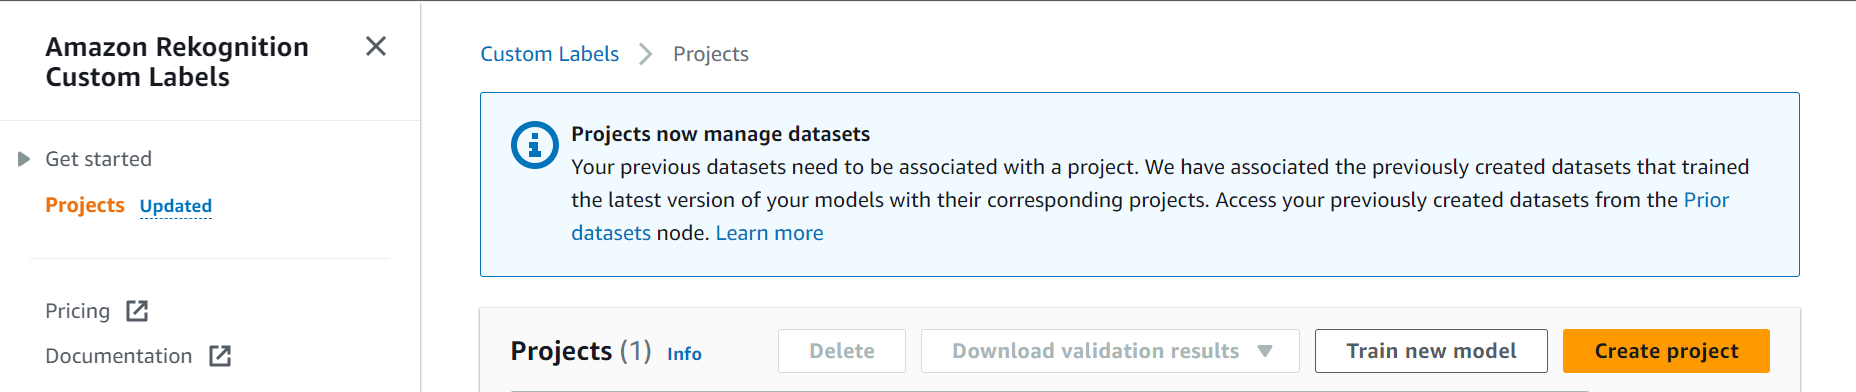 Amazon Rekognition
Custom Labels
Get started
Projects Updated
Pricing
Documentation
Custom Labels Projects
Projects now manage datasets
Your previous datasets need to be associated with a project. We have associated the previously created datasets that trained
the latest version of your models with their corresponding projects. Access your previously created datasets from the Prior
datasets node. Learn more
Projects (1) Info Delete Download validation results Train new model Create project